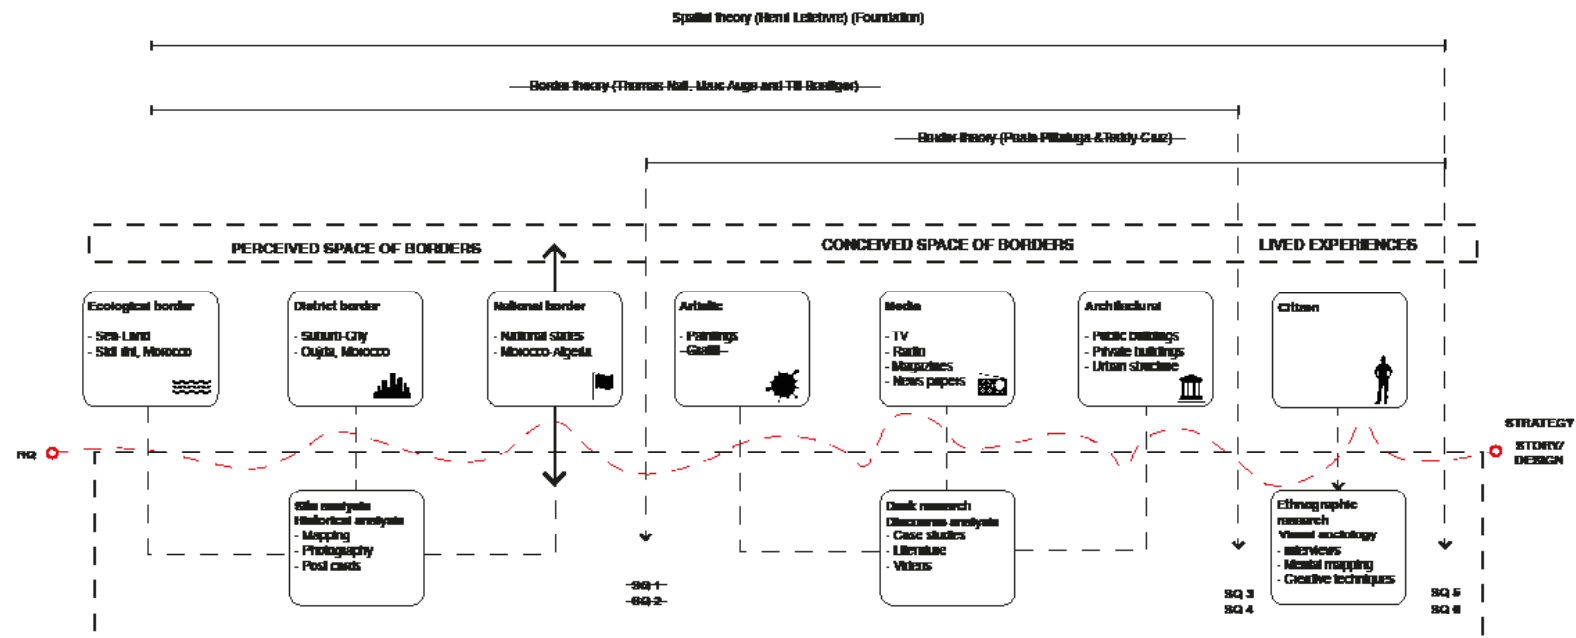 Spatial theory (Henri Lefebvre) (Foundation)
Border theory (Thomas Nail, Marc Auge and Till Boettger)
Border theory (Paola & Teddy Cruz)
PERCEIVED SPACE OF BORDERS
CONCEIVED SPACE OF BORDERS
LIVED EXPERIENCES
Ecological border
- Sea-Land
- Sidi Ifni, Morocco
District border
- Suburb-City
- Oujda, Morocco
National border
- National states
- Morocco-Algeria
Artistic
- Paintings
- Graffiti
Media
- TV
- Radio
- Magazines
- News papers
Architectural
- Public buildings
- Private buildings
- Urban structure
Citizen
RQ
STRATEGY
STORY/
DESIGN
Site analysis
Historical analysis
- Mapping
- Photography
- Post cards
Desk research
Discourse analysis
- Case studies
- Literature
- Videos
Ethnographic
research
Visual sociology
- Interviews
- Mental mapping
- Creative techniques
SQ 1
SQ 2
SQ 3
SQ 4
SQ 5
SQ 6